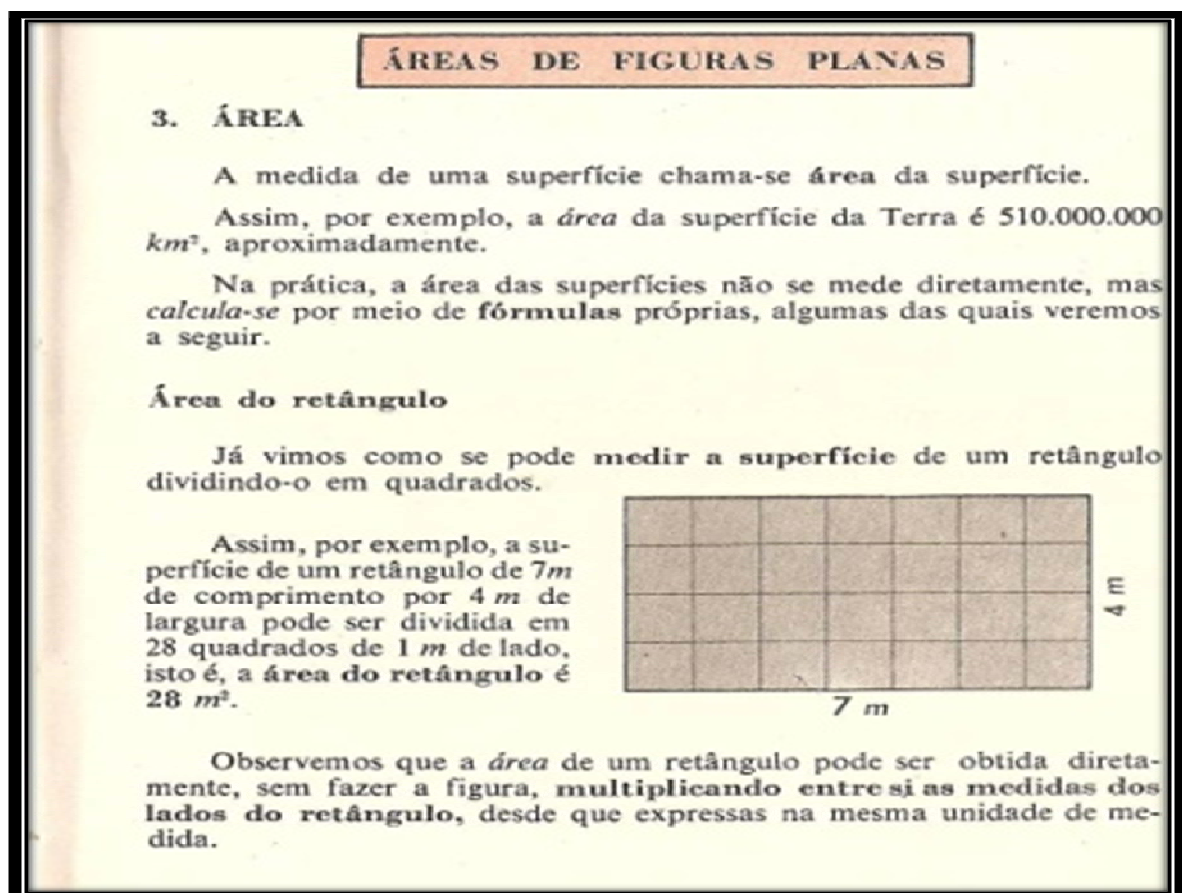 ÁREAS DE FIGURAS PLANAS
3. ÁREA
A medida de uma superfície chama-se área da superfície.
Assim, por exemplo, a área da superfície da Terra é 510.000.000
km², aproximadamente.
Na prática, a área das superfícies não se mede diretamente, mas
calcula-se por meio de fórmulas próprias, algumas das quais veremos
a seguir.
Área do retângulo
Já vimos como se pode medir a superfície de um retângulo
dividindo-o em quadrados.
Assim, por exemplo, a su-
perfície de um retângulo de 7m
de comprimento por 4 m de
largura pode ser dividida em
28 quadrados de 1 m de lado,
isto é, a área do retângulo é
28 m².
4 m
7 m
Observemos que a área de um retângulo pode ser obtida direta-
mente, sem fazer a figura, multiplicando entre si as medidas dos
lados do retângulo, desde que expressas na mesma unidade de me-
dida.